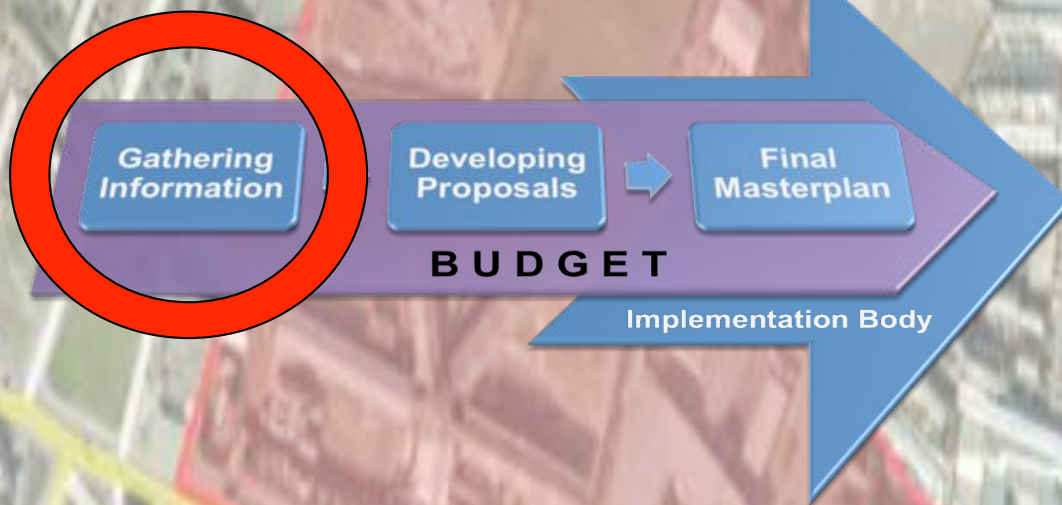 Gathering
Information
Developing
Proposals
Final
Masterplan
BUDGET
Implementation Body